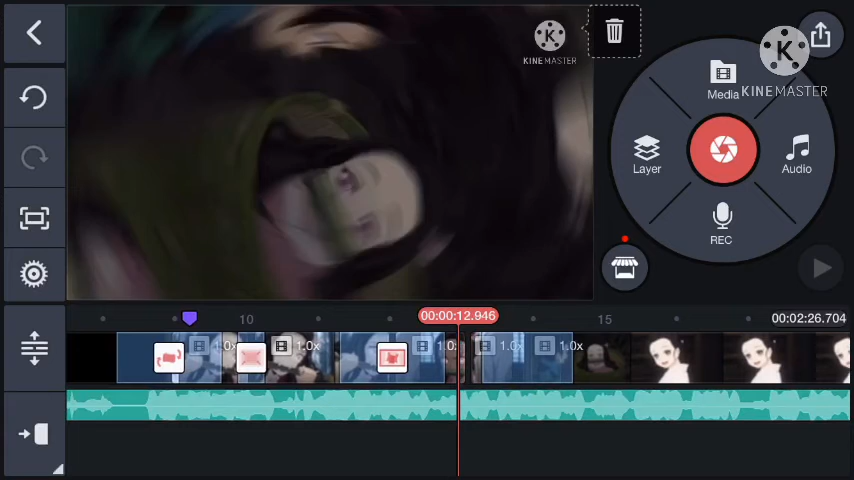 KINEMASTER
Media
KINEMASTER
Layer
Audio
REC
10
00:00:12.946
15
00:02:26.704
1.0x
1.0x
1.0x
1.0x
1.0x